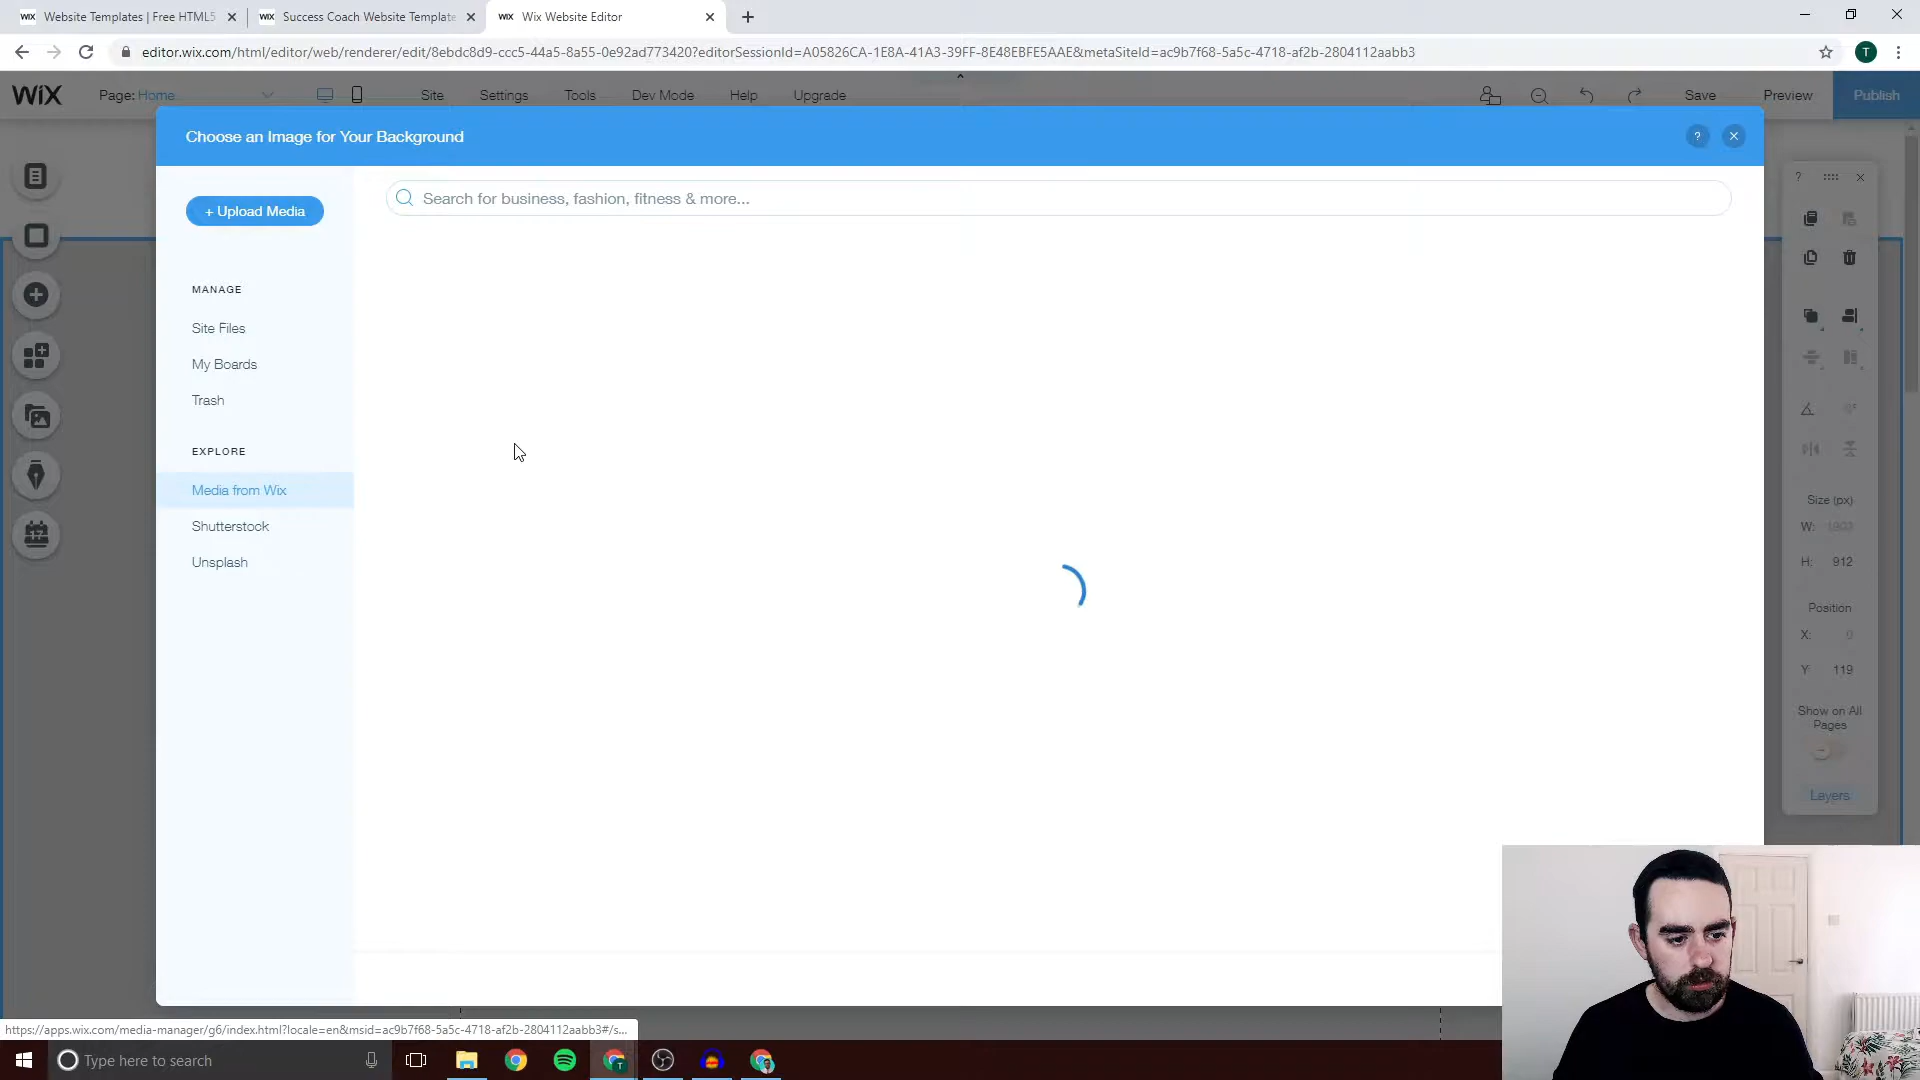 WiX Website Templates | Free HTML5
WiX Success Coach Website Template
WiX Wix Website Editor
editor.wix.com/html/editor/web/renderer/edit/8ebdc8d9-ccc5-44a5-8a55-0e92ad773420?editorSessionId=A05826CA-1E8A-41A3-39FF-8E48EBFE5AAE&metaSiteId=ac9b7f68-5a5c-4718-af2b-2804112aabb3
T
WiX Page: Home Site Settings Tools Dev Mode Help Upgrade Save Preview Publish
Choose an Image for Your Background
?
+ Upload Media
Search for business, fashion, fitness & more...
MANAGE
Site Files
My Boards
Trash
EXPLORE
Media from Wix
Shutterstock
Unsplash
?
Size (px)
W: 1903
H: 912
Position
X: 0
Y: 119
Show on All
Pages
Layers
https://apps.wix.com/media-manager/g6/index.html?locale=en&msid=ac9b7f68-5a5c-4718-af2b-2804112aabb3#/s...
Type here to search